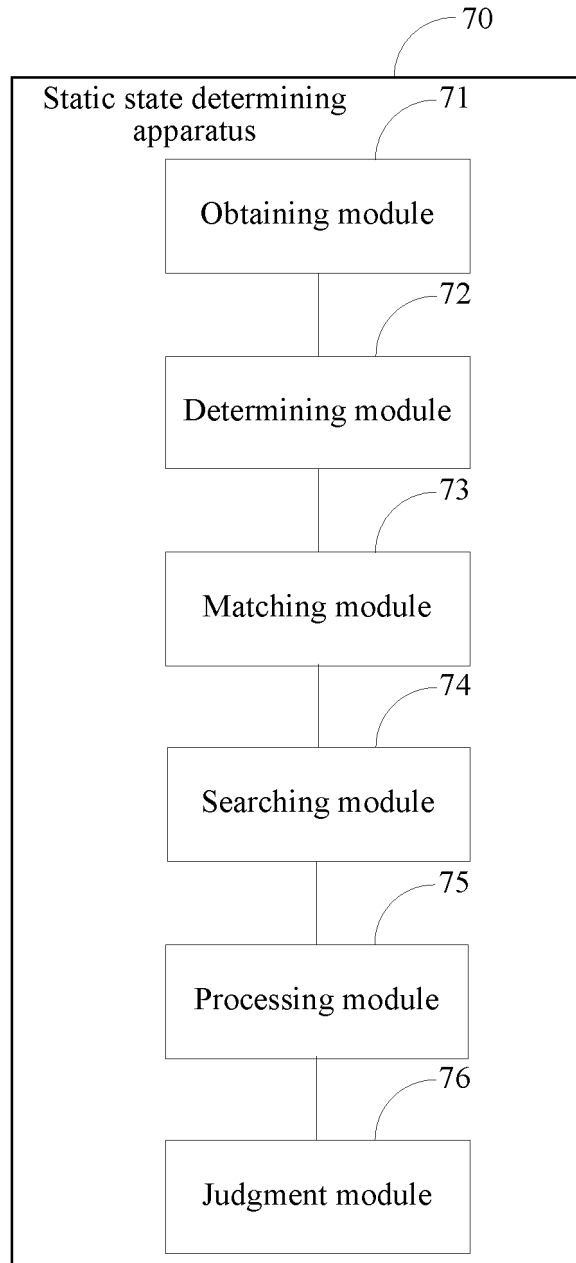 70
Static state determining
apparatus
71
Obtaining module
72
Determining module
73
Matching module
74
Searching module
75
Processing module
76
Judgment module